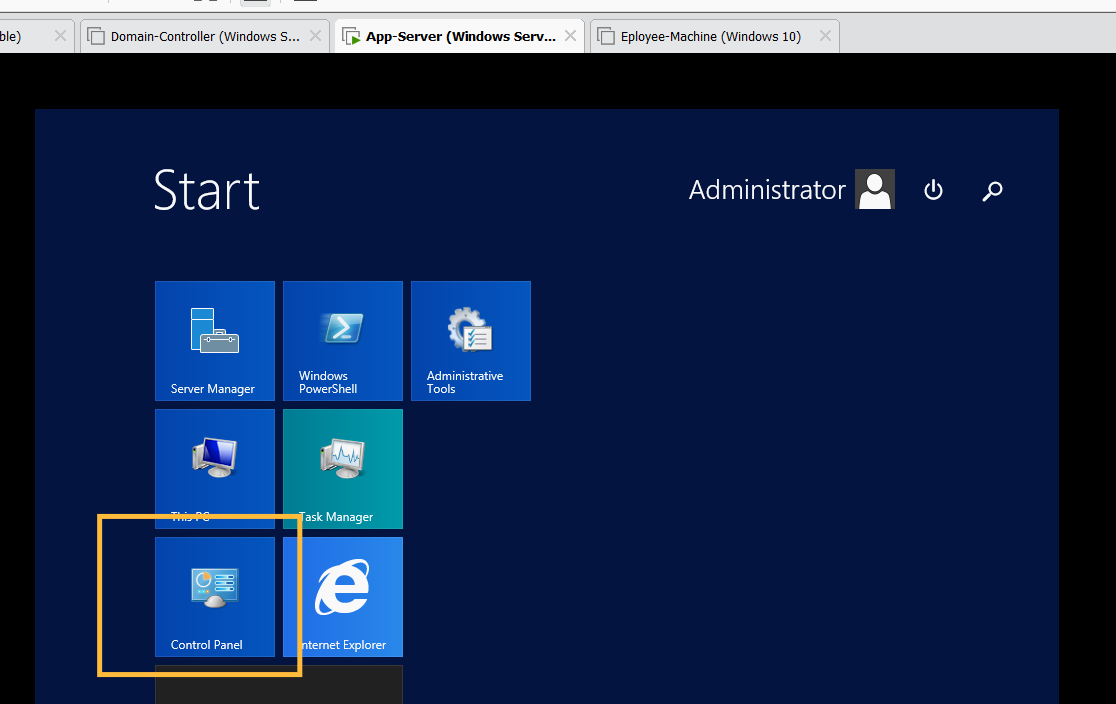 ble)
Domain-Controller (Windows S...
App-Server (Windows Serv...
Eployee-Machine (Windows 10)
Start
Administrator
Server Manager
Windows
PowerShell
Administrative
Tools
This PC
Task Manager
Control Panel
Internet Explorer